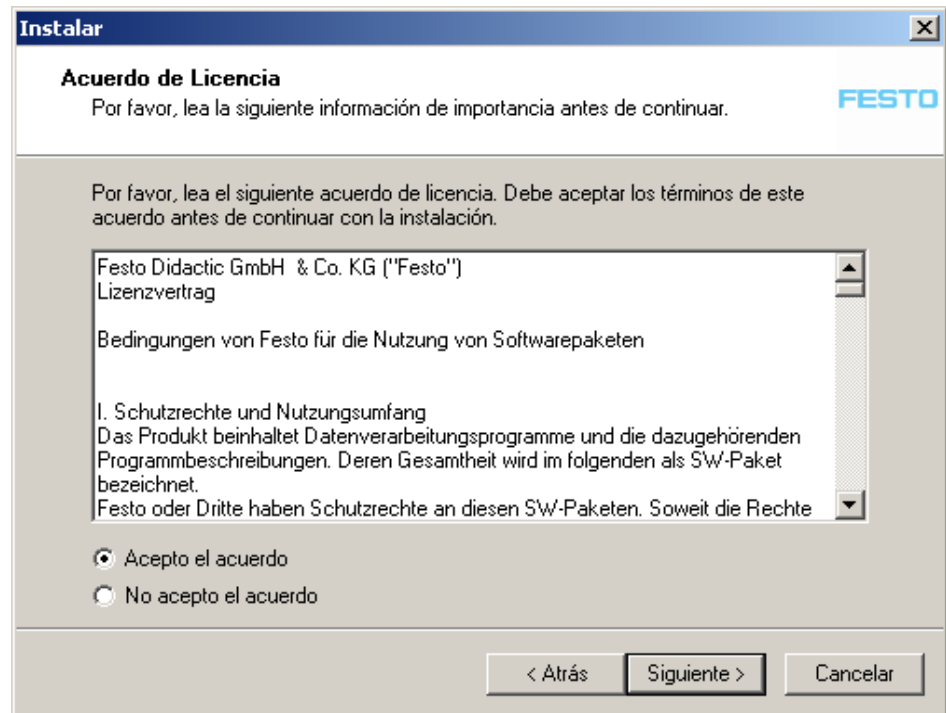 Instalar
Acuerdo de Licencia
Por favor, lea la siguiente información de importancia antes de continuar.
FESTO
Por favor, lea el siguiente acuerdo de licencia. Debe aceptar los términos de este
acuerdo antes de continuar con la instalación.
Festo Didactic GmbH  & Co. KG ("Festo")
Lizenzvertrag
Bedingungen von Festo für die Nutzung von Softwarepaketen
I. Schutzrechte und Nutzungsumfang
Das Produkt beinhaltet Datenverarbeitungsprogramme und die dazugehörenden
Programmbeschreibungen. Deren Gesamtheit wird im folgenden als SW-Paket
bezeichnet.
Festo oder Dritte haben Schutzrechte an diesen SW-Paketen. Soweit die Rechte
Acepto el acuerdo
No acepto el acuerdo
< Atrás Siguiente > Cancelar